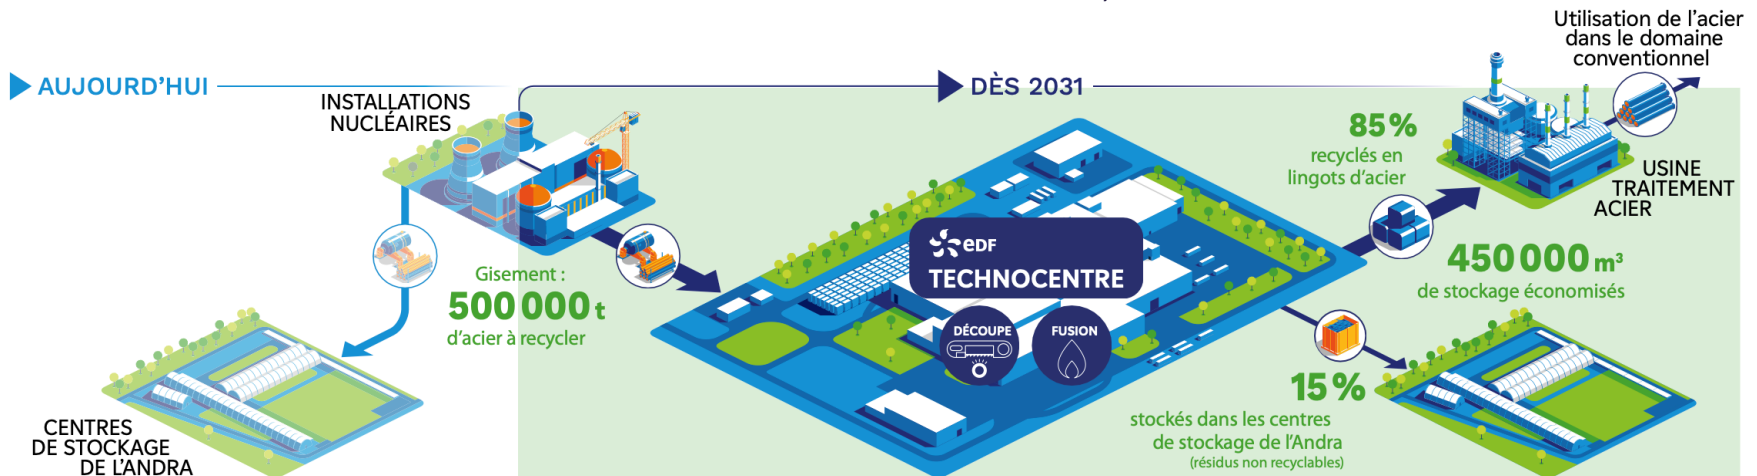 AUJOURD'HUI
INSTALLATIONS
NUCLÉAIRES
DÈS 2031
Utilisation de l'acier
dans le domaine
conventionnel
85 %
recyclés en
lingots d'acier
USINE
TRAITEMENT
ACIER
Gisement :
500 000 t
d'acier à recycler
eDF
TECHNOCENTRE
DÉCOUPE
FUSION
450 000 m³
de stockage économisés
15 %
stockés dans les centres
de stockage de l'Andra
(résidus non recyclables)
CENTRES
DE STOCKAGE
DE L'ANDRA